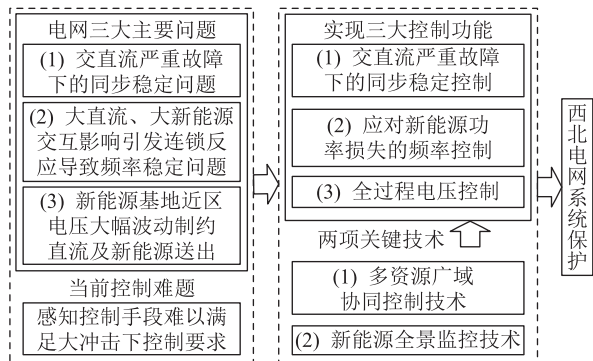 电网三大主要问题
(1) 交直流严重故障
下的同步稳定问题
(2) 大直流、大新能源
交互影响引发连锁反
应导致频率稳定问题
(3) 新能源基地近区
电压大幅波动制约
直流及新能源送出
当前控制难题
感知控制手段难以满
足大冲击下控制要求
实现三大控制功能
(1) 交直流严重故障
下的同步稳定控制
(2) 应对新能源功
率损失的频率控制
(3) 全过程电压控制
两项关键技术
(1) 多资源广域
协同控制技术
(2) 新能源全景监控技术
西北电网系统保护